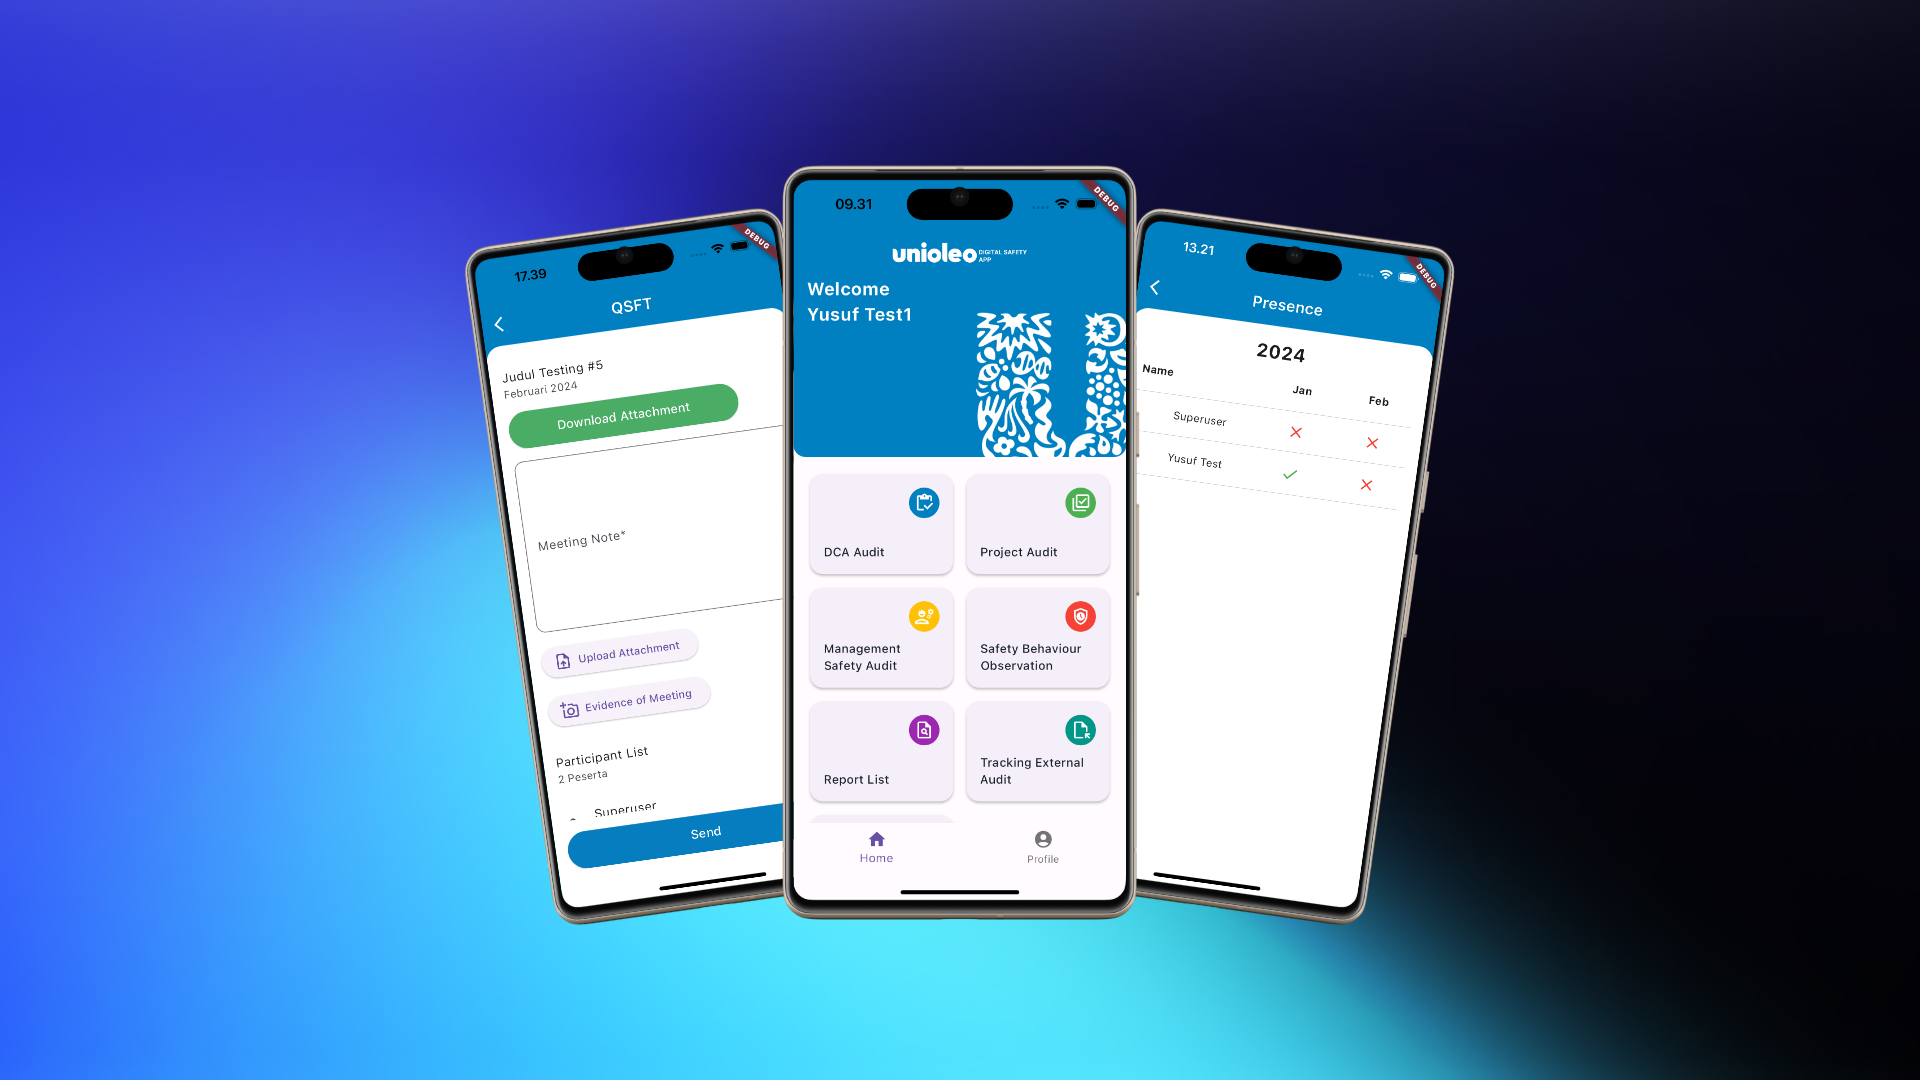 17.39
DEBUG
QSFT
Judul Testing #5
Februari 2024
Download Attachment
Meeting Note*
Upload Attachment
Evidence of Meeting
Participant List
2 Peserta
Superuser
Send
09.31
DEBUG
unioleo DIGITAL SAFETY
APP
Welcome
Yusuf Test1
DCA Audit
Project Audit
Management
Safety Audit
Safety Behaviour
Observation
Report List
Tracking External
Audit
Home
Profile
13.21
DEBUG
Presence
2024
Name Jan Feb
Superuser
Yusuf Test